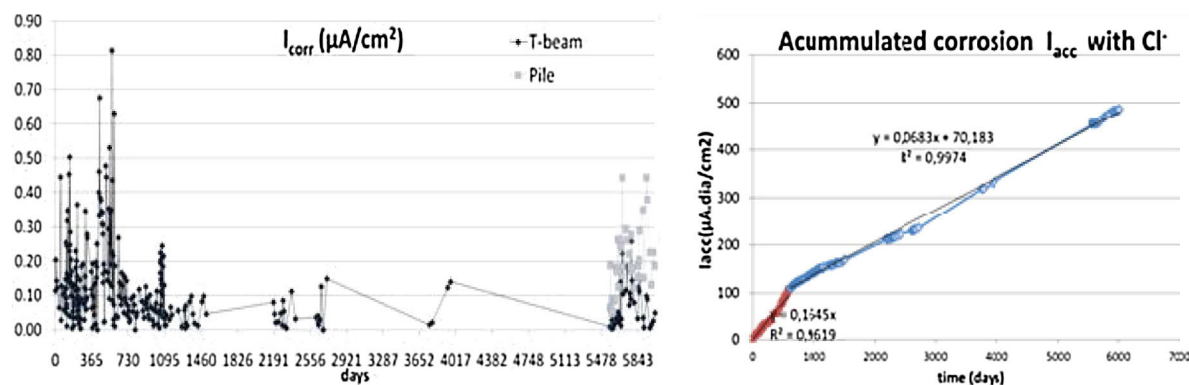 I_corr (µA/cm²)
T-beam
Pile
0.90
0.80
0.70
0.60
0.50
0.40
0.30
0.20
0.10
0.00
0 365 730 1095 1460 1826 2191 2556 2921 3287 3652 4017 4382 4748 5113 5478 5843
days
Acummulated corrosion I_acc with Cl-
Iacc(µA.dia/cm2)
600
500
400
300
200
100
0
y = 0,0683x + 70,183
= 0,9974
= 0,1645x
R² = 0,9619
0 1000 2000 3000 4000 5000 6000 7000
time (days)